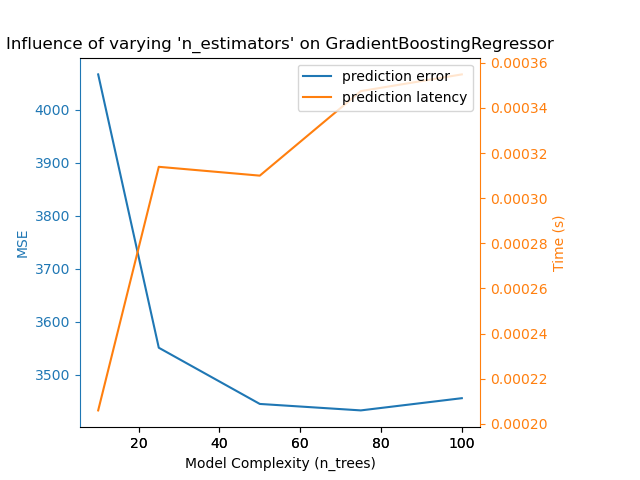 Influence of varying 'n_estimators' on GradientBoostingRegressor
prediction error
prediction latency
MSE
4000
3900
3800
3700
3600
3500
Time (s)
0.00036
0.00034
0.00032
0.00030
0.00028
0.00026
0.00024
0.00022
0.00020
20 40 60 80 100
Model Complexity (n_trees)